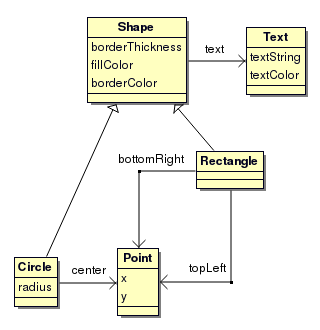 Shape
borderThickness
fillColor
borderColor
text
Text
textString
textColor
bottomRight
Rectangle
Circle
radius
center
Point
x
y
topLeft